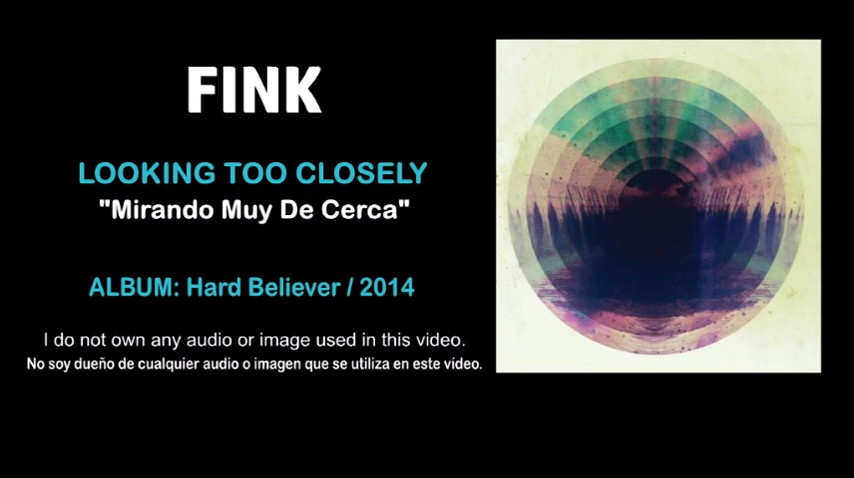 FINK
LOOKING TOO CLOSELY
"Mirando Muy De Cerca"
ALBUM: Hard Believer / 2014
I do not own any audio or image used in this video.
No soy dueño de cualquier audio o imagen que se utiliza en este vídeo.